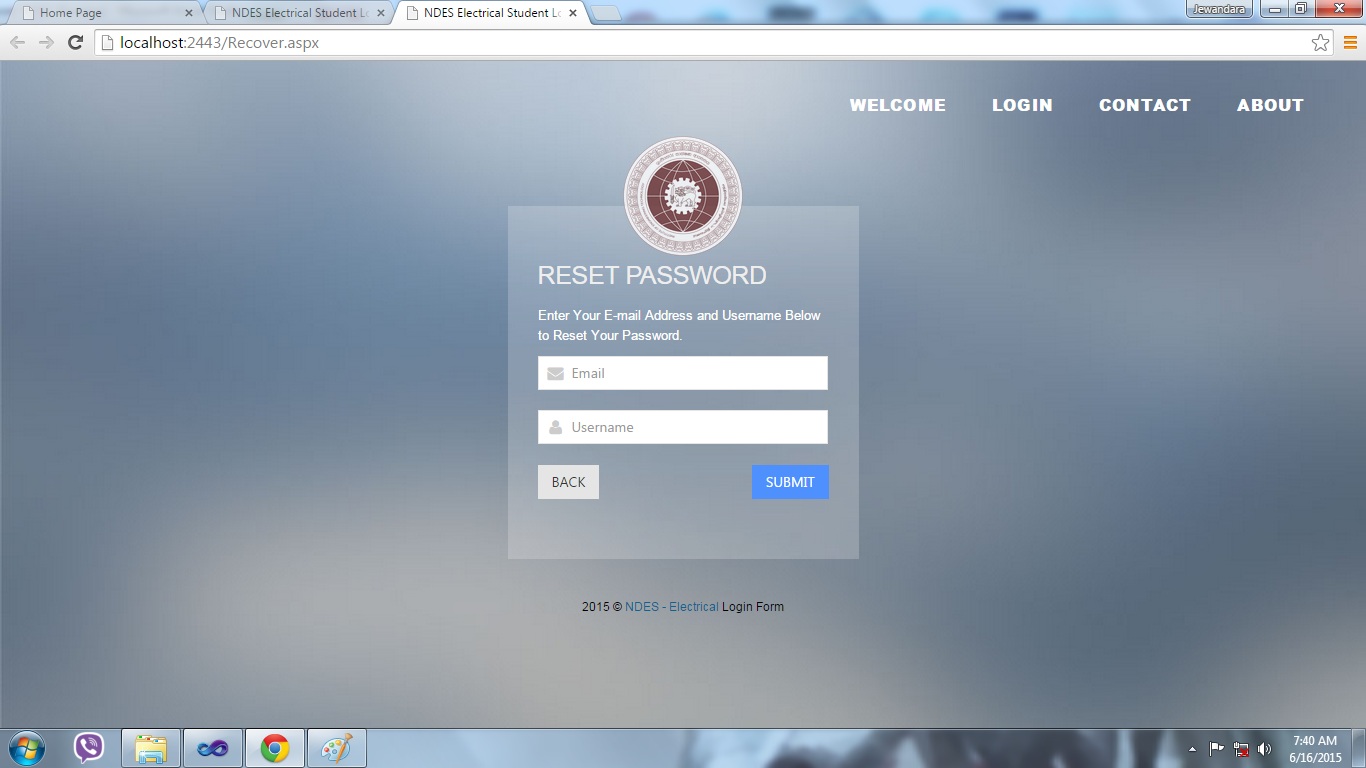 Home Page
NDES Electrical Student Lo
NDES Electrical Student Lo
Jewandara
localhost:2443/Recover.aspx
WELCOME LOGIN CONTACT ABOUT
RESET PASSWORD
Enter Your E-mail Address and Username Below
to Reset Your Password.
Email
Username
BACK SUBMIT
2015 © NDES - Electrical Login Form
7:40 AM
6/16/2015